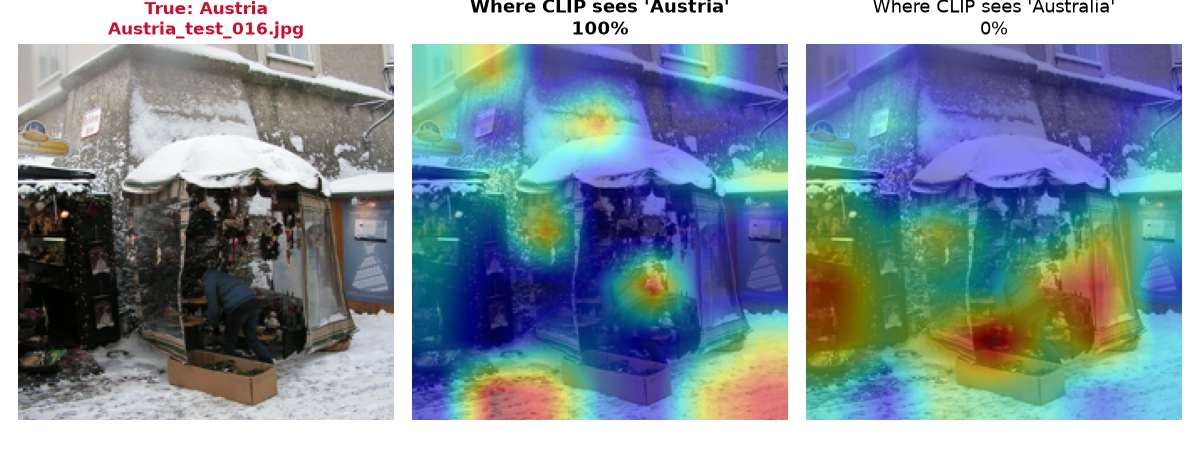 True: Austria
Austria_test_016.jpg
Where CLIP sees 'Austria'
100%
Where CLIP sees 'Australia'
0%